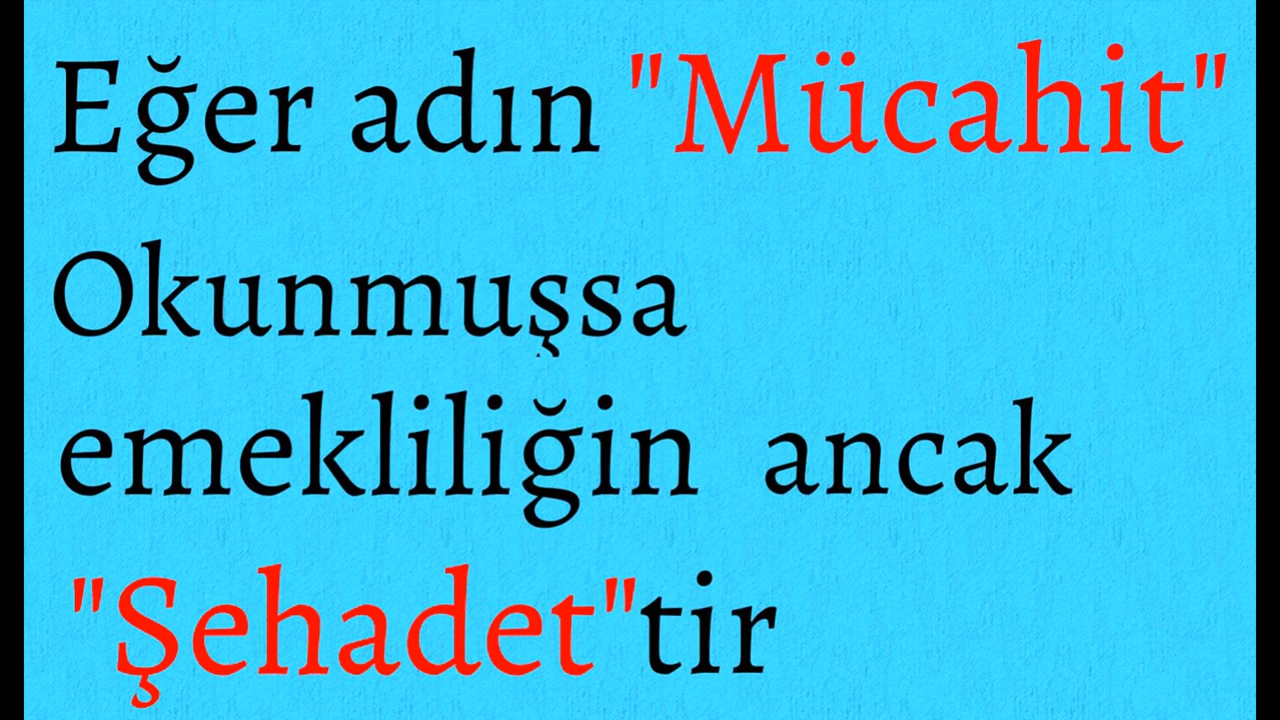 Eğer adın "Mücahit"
Okunmuşsa
emekliliğin ancak
"Şehadet"tir